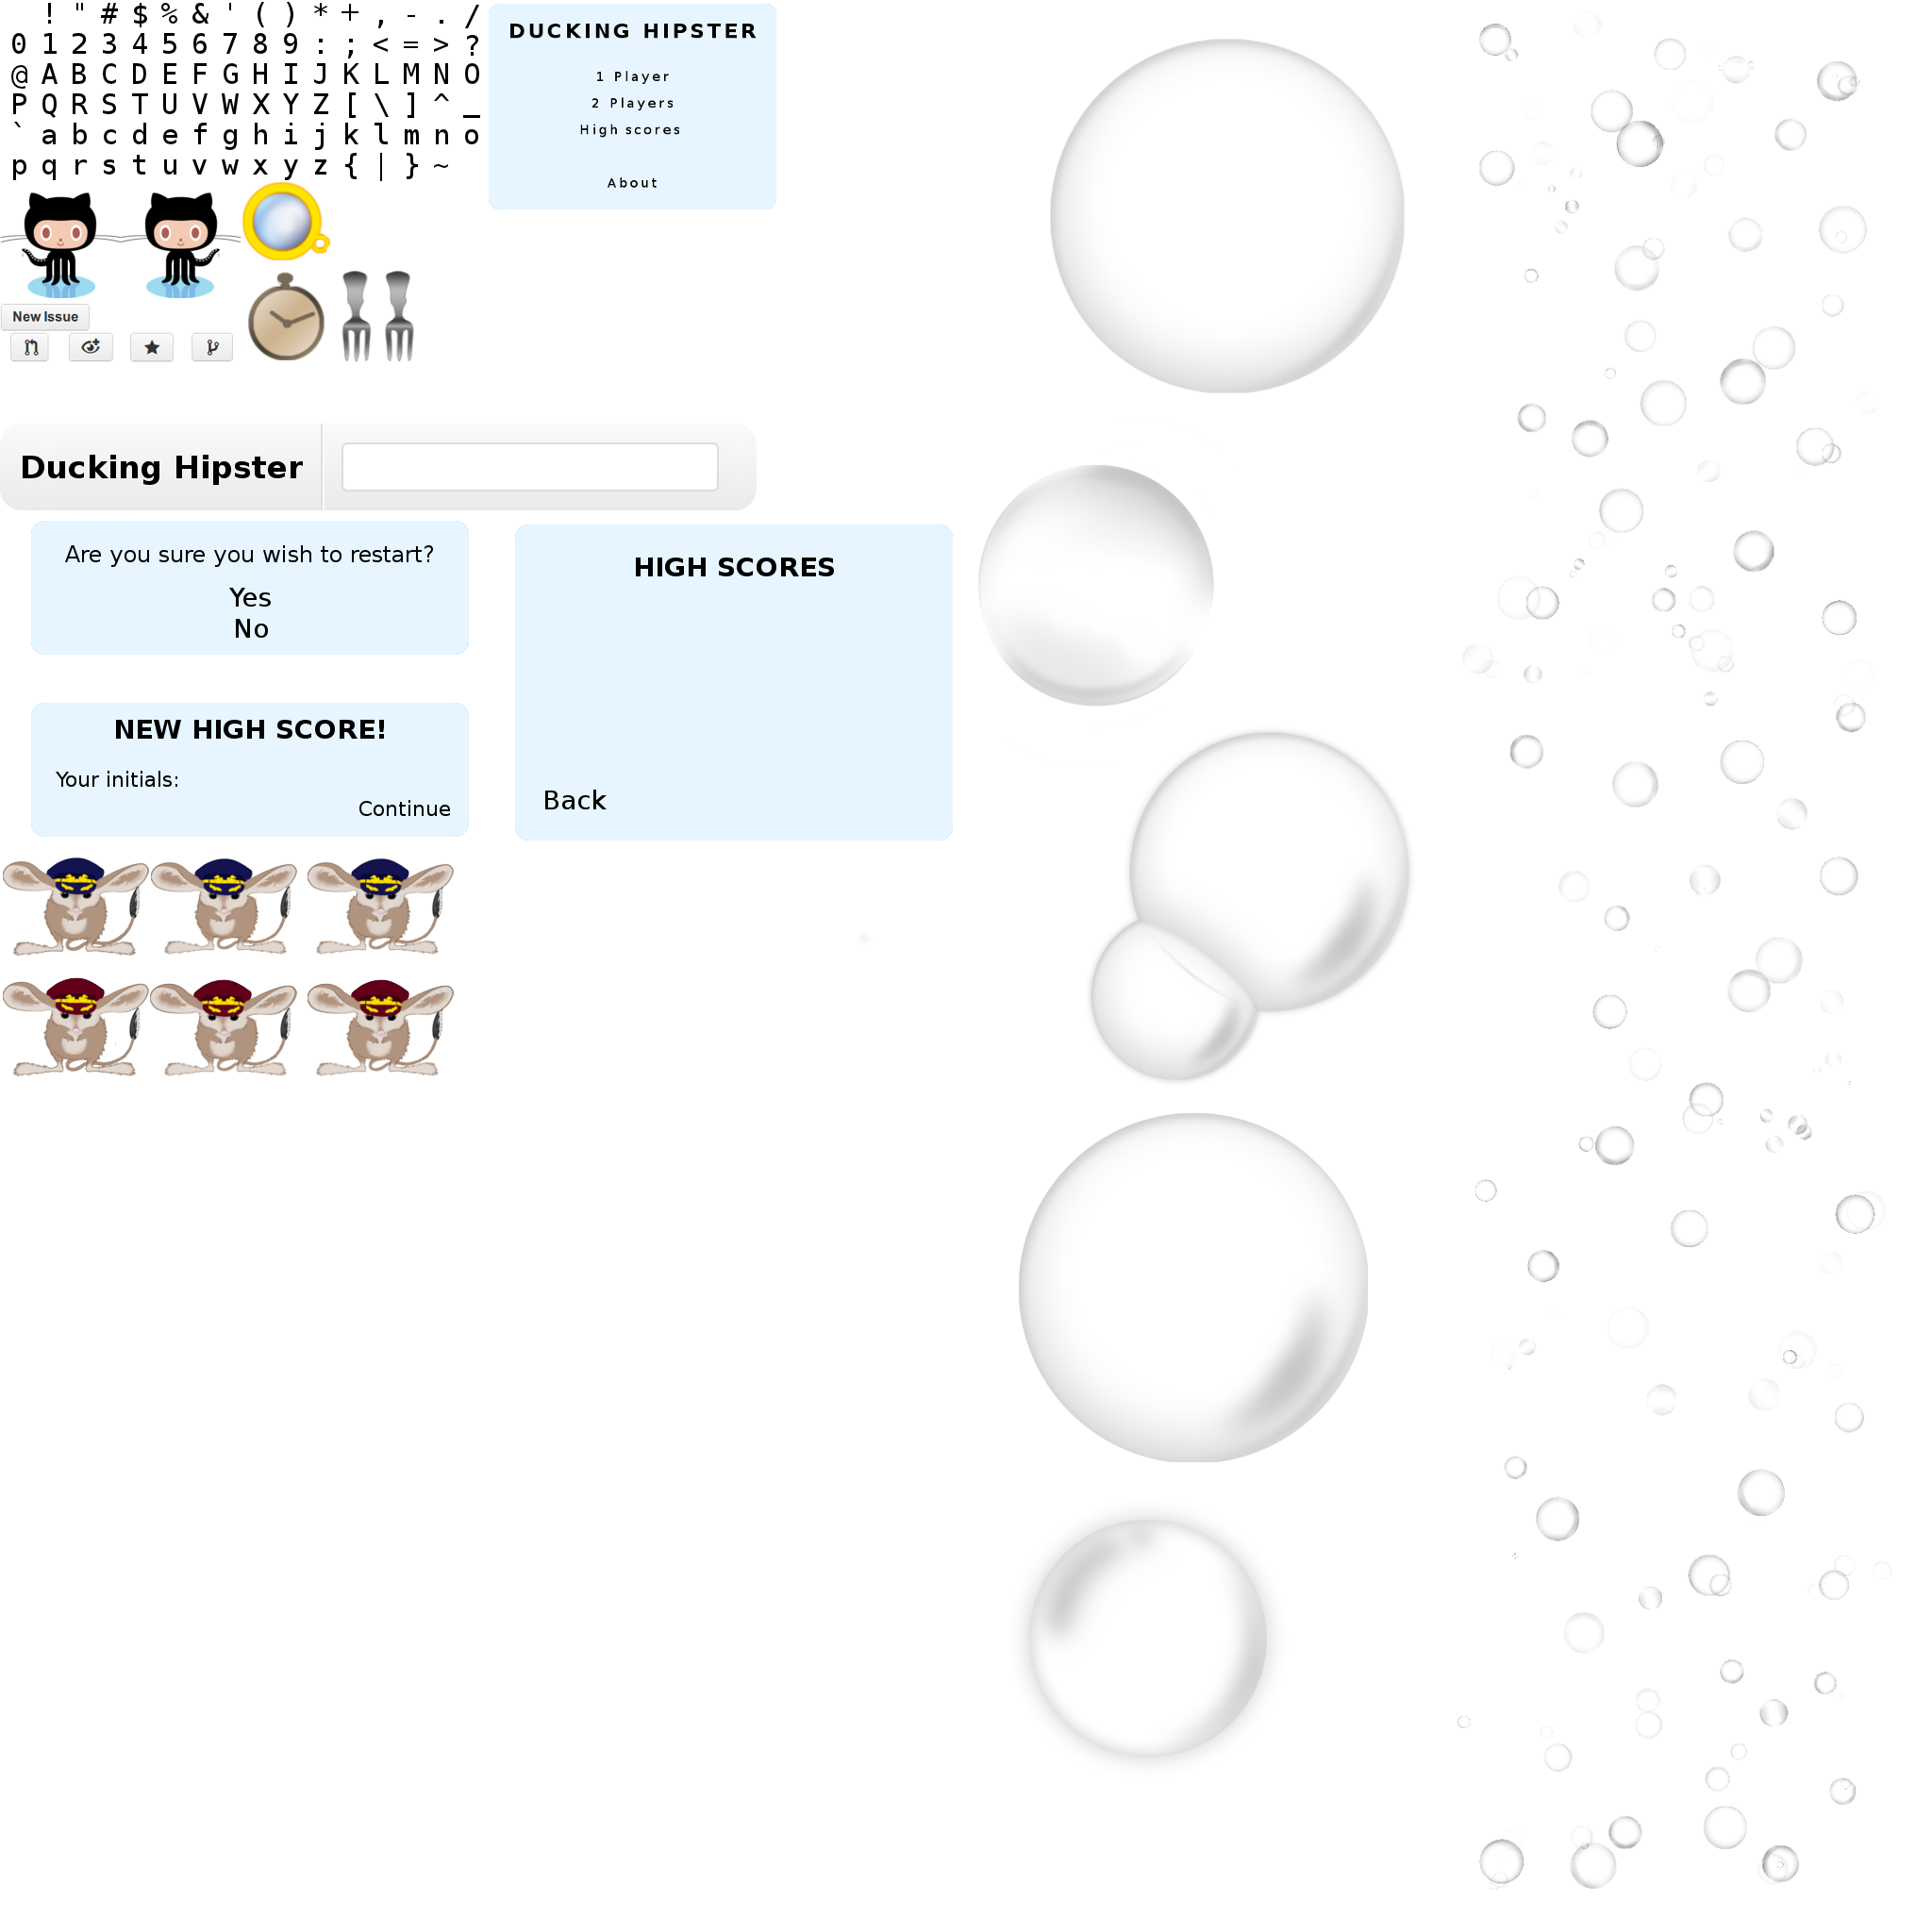 ! " # $ % & ' ( ) * + , - . /
0 1 2 3 4 5 6 7 8 9 : ; < = > ?
@ A B C D E F G H I J K L M N O
P Q R S T U V W X Y Z [ \ ] ^ _
` a b c d e f g h i j k l m n o
p q r s t u v w x y z { | } ~
DUCKING HIPSTER
1 Player
2 Players
High scores
About
New Issue
Ducking Hipster
Are you sure you wish to restart?
Yes
No
HIGH SCORES
Back
NEW HIGH SCORE!
Your initials:
Continue